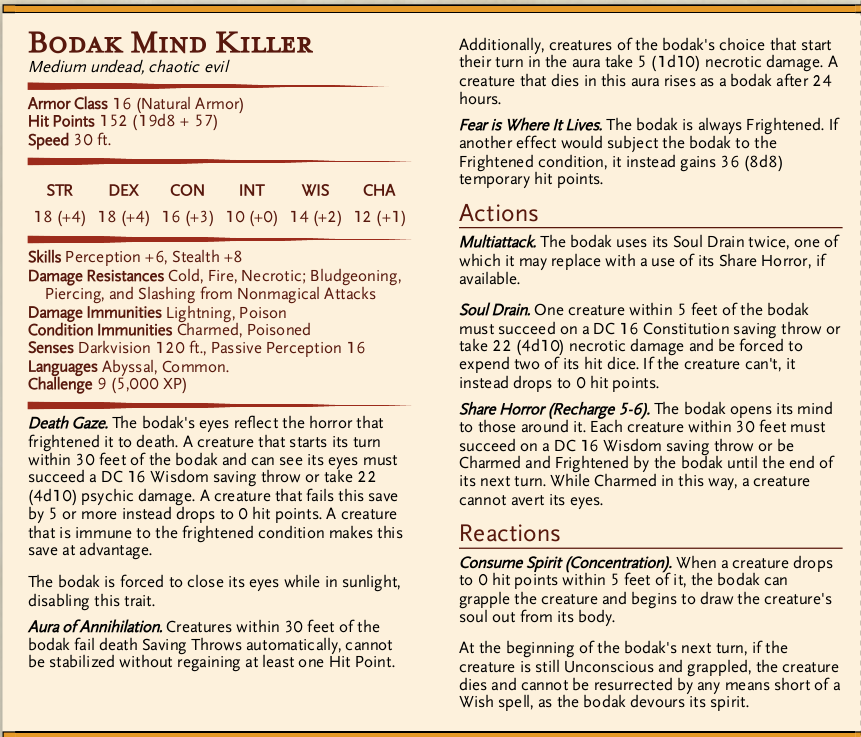 Bodak Mind Killer
Medium undead, chaotic evil
Armor Class 16 (Natural Armor)
Hit Points 152 (19d8 + 57)
Speed 30 ft.
STR DEX CON INT WIS CHA
18 (+4) 18 (+4) 16 (+3) 10 (+0) 14 (+2) 12 (+1)
Skills Perception +6, Stealth +8
Damage Resistances Cold, Fire, Necrotic; Bludgeoning,
Piercing, and Slashing from Nonmagical Attacks
Damage Immunities Lightning, Poison
Condition Immunities Charmed, Poisoned
Senses Darkvision 120 ft., Passive Perception 16
Languages Abyssal, Common.
Challenge 9 (5,000 XP)
Death Gaze. The bodak's eyes reflect the horror that
frightened it to death. A creature that starts its turn
within 30 feet of the bodak and can see its eyes must
succeed a DC 16 Wisdom saving throw or take 22
(4d10) psychic damage. A creature that fails this save
by 5 or more instead drops to 0 hit points. A creature
that is immune to the frightened condition makes this
save at advantage.
The bodak is forced to close its eyes while in sunlight,
disabling this trait.
Aura of Annihilation. Creatures within 30 feet of the
bodak fail death Saving Throws automatically, cannot
be stabilized without regaining at least one Hit Point.
Additionally, creatures of the bodak's choice that start
their turn in the aura take 5 (1d10) necrotic damage. A
creature that dies in this aura rises as a bodak after 24
hours.
Fear is Where It Lives. The bodak is always Frightened. If
another effect would subject the bodak to the
Frightened condition, it instead gains 36 (8d8)
temporary hit points.
Actions
Multiattack. The bodak uses its Soul Drain twice, one of
which it may replace with a use of its Share Horror, if
available.
Soul Drain. One creature within 5 feet of the bodak
must succeed on a DC 16 Constitution saving throw or
take 22 (4d10) necrotic damage and be forced to
expend two of its hit dice. If the creature can't, it
instead drops to 0 hit points.
Share Horror (Recharge 5-6). The bodak opens its mind
to those around it. Each creature within 30 feet must
succeed on a DC 16 Wisdom saving throw or be
Charmed and Frightened by the bodak until the end of
its next turn. While Charmed in this way, a creature
cannot avert its eyes.
Reactions
Consume Spirit (Concentration). When a creature drops
to 0 hit points within 5 feet of it, the bodak can
grapple the creature and begins to draw the creature's
soul out from its body.
At the beginning of the bodak's next turn, if the
creature is still Unconscious and grappled, the creature
dies and cannot be resurrected by any means short of a
Wish spell, as the bodak devours its spirit.